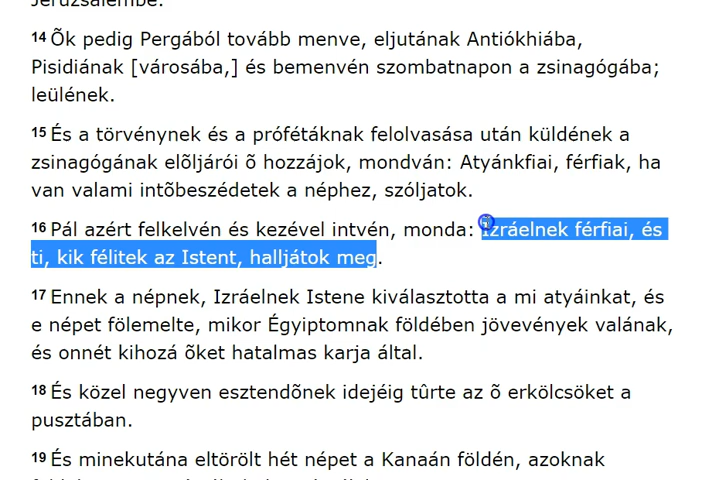 Jeruzsálembe.
14 Õk pedig Pergából tovább menve, eljutának Antiókhiába,
Pisidiának [városába,] és bemenvén szombatnapon a zsinagógába;
leülének.
15 És a törvénynek és a prófétáknak felolvasása után küldének a
zsinagógának elõljárói õ hozzájok, mondván: Atyánkfiai, férfiak, ha
van valami intõbeszédetek a néphez, szóljatok.
16 Pál azért felkelvén és kezével intvén, monda: Izráelnek férfiai, és
ti, kik félitek az Istent, halljátok meg.
17 Ennek a népnek, Izráelnek Istene kiválasztotta a mi atyáinkat, és
e népet fölemelte, mikor Égyiptomnak földében jövevények valának,
és onnét kihozá õket hatalmas karja által.
18 És közel negyven esztendõnek idejéig tûrte az õ erkölcsöket a
pusztában.
19 És minekutána eltörölt hét népet a Kanaán földén, azoknak